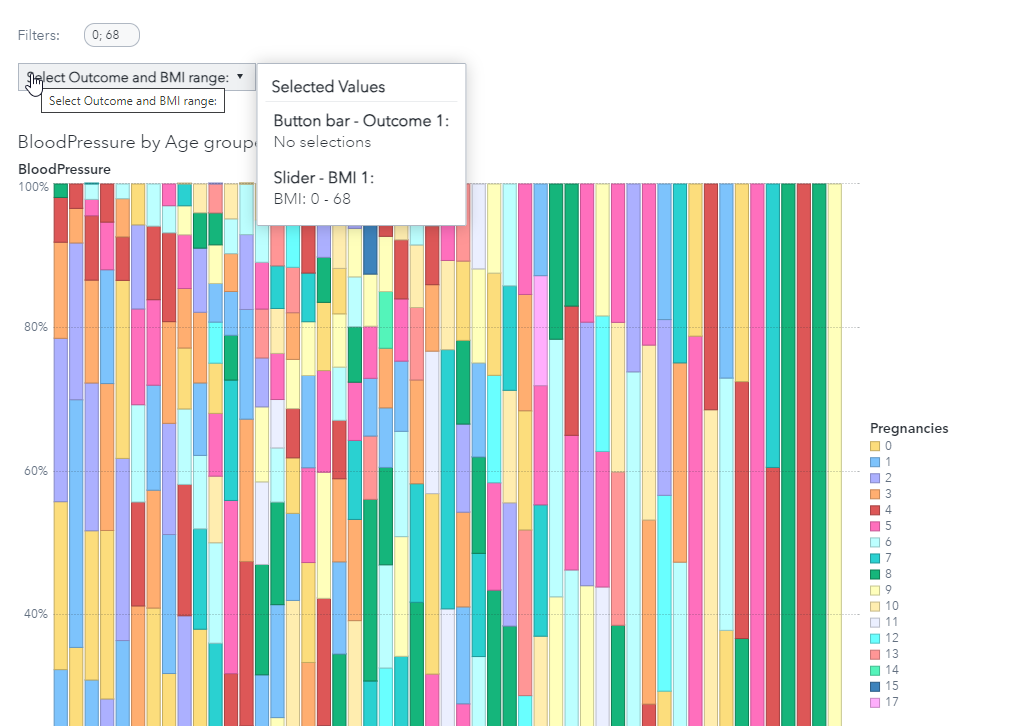 Filters: 0; 68
Select Outcome and BMI range:
Select Outcome and BMI range:
Selected Values
Button bar - Outcome 1:
No selections
Slider - BMI 1:
BMI: 0 - 68
BloodPressure by Age
BloodPressure
100%
80%
60%
40%
Pregnancies
0
1
2
3
4
5
6
7
8
9
10
11
12
13
14
15
17